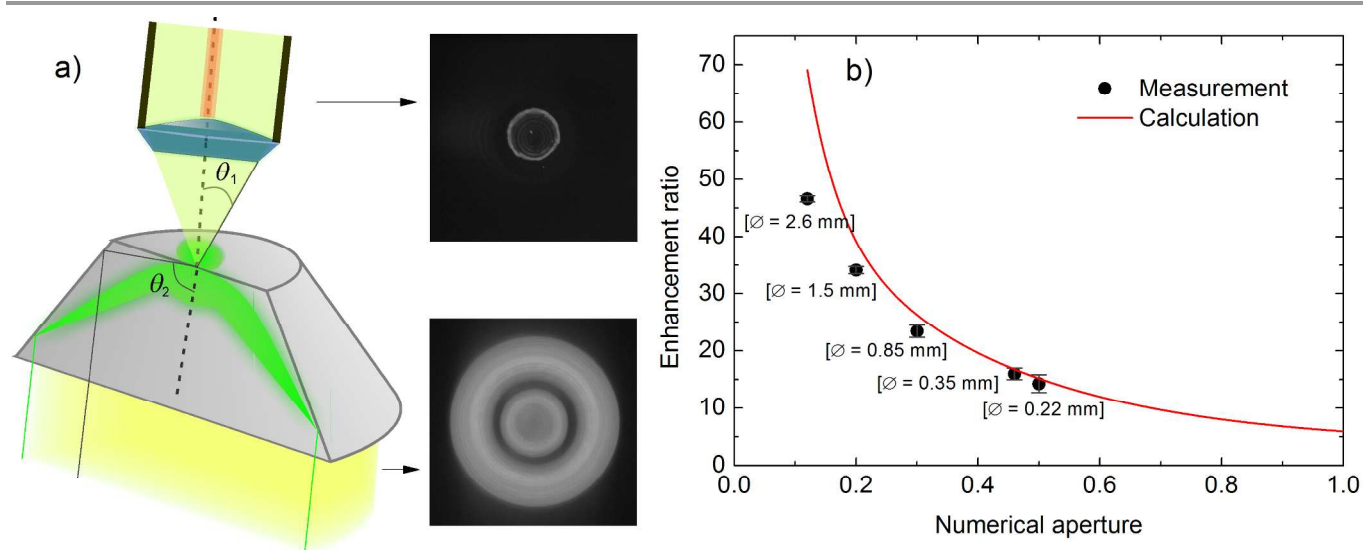 a)
θ1
θ2
b)
Measurement
Calculation
Enhancement ratio
70
60
50
40
30
20
10
0
[∅ = 2.6 mm]
[∅ = 1.5 mm]
[∅ = 0.85 mm]
[∅ = 0.35 mm]
[∅ = 0.22 mm]
0.0 0.2 0.4 0.6 0.8 1.0
Numerical aperture